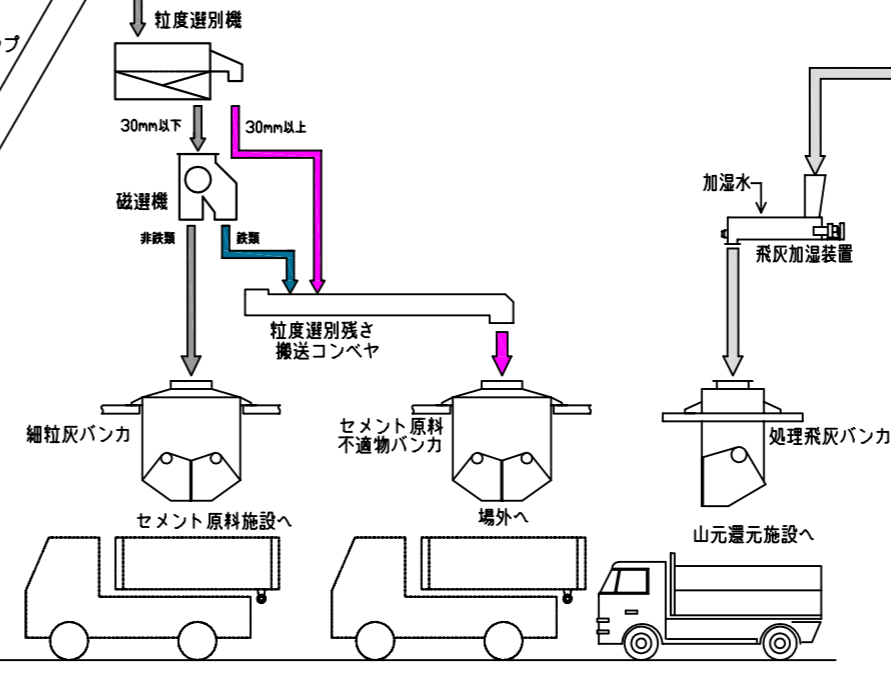 ップ
粒度選別機
30mm以下
30mm以上
加湿水
磁選機
非鉄類
鉄類
飛灰加湿装置
粒度選別残さ
搬送コンベヤ
細粒灰バンカ
セメント原料
不適物バンカ
処理飛灰バンカ
セメント原料施設へ
場外へ
山元還元施設へ